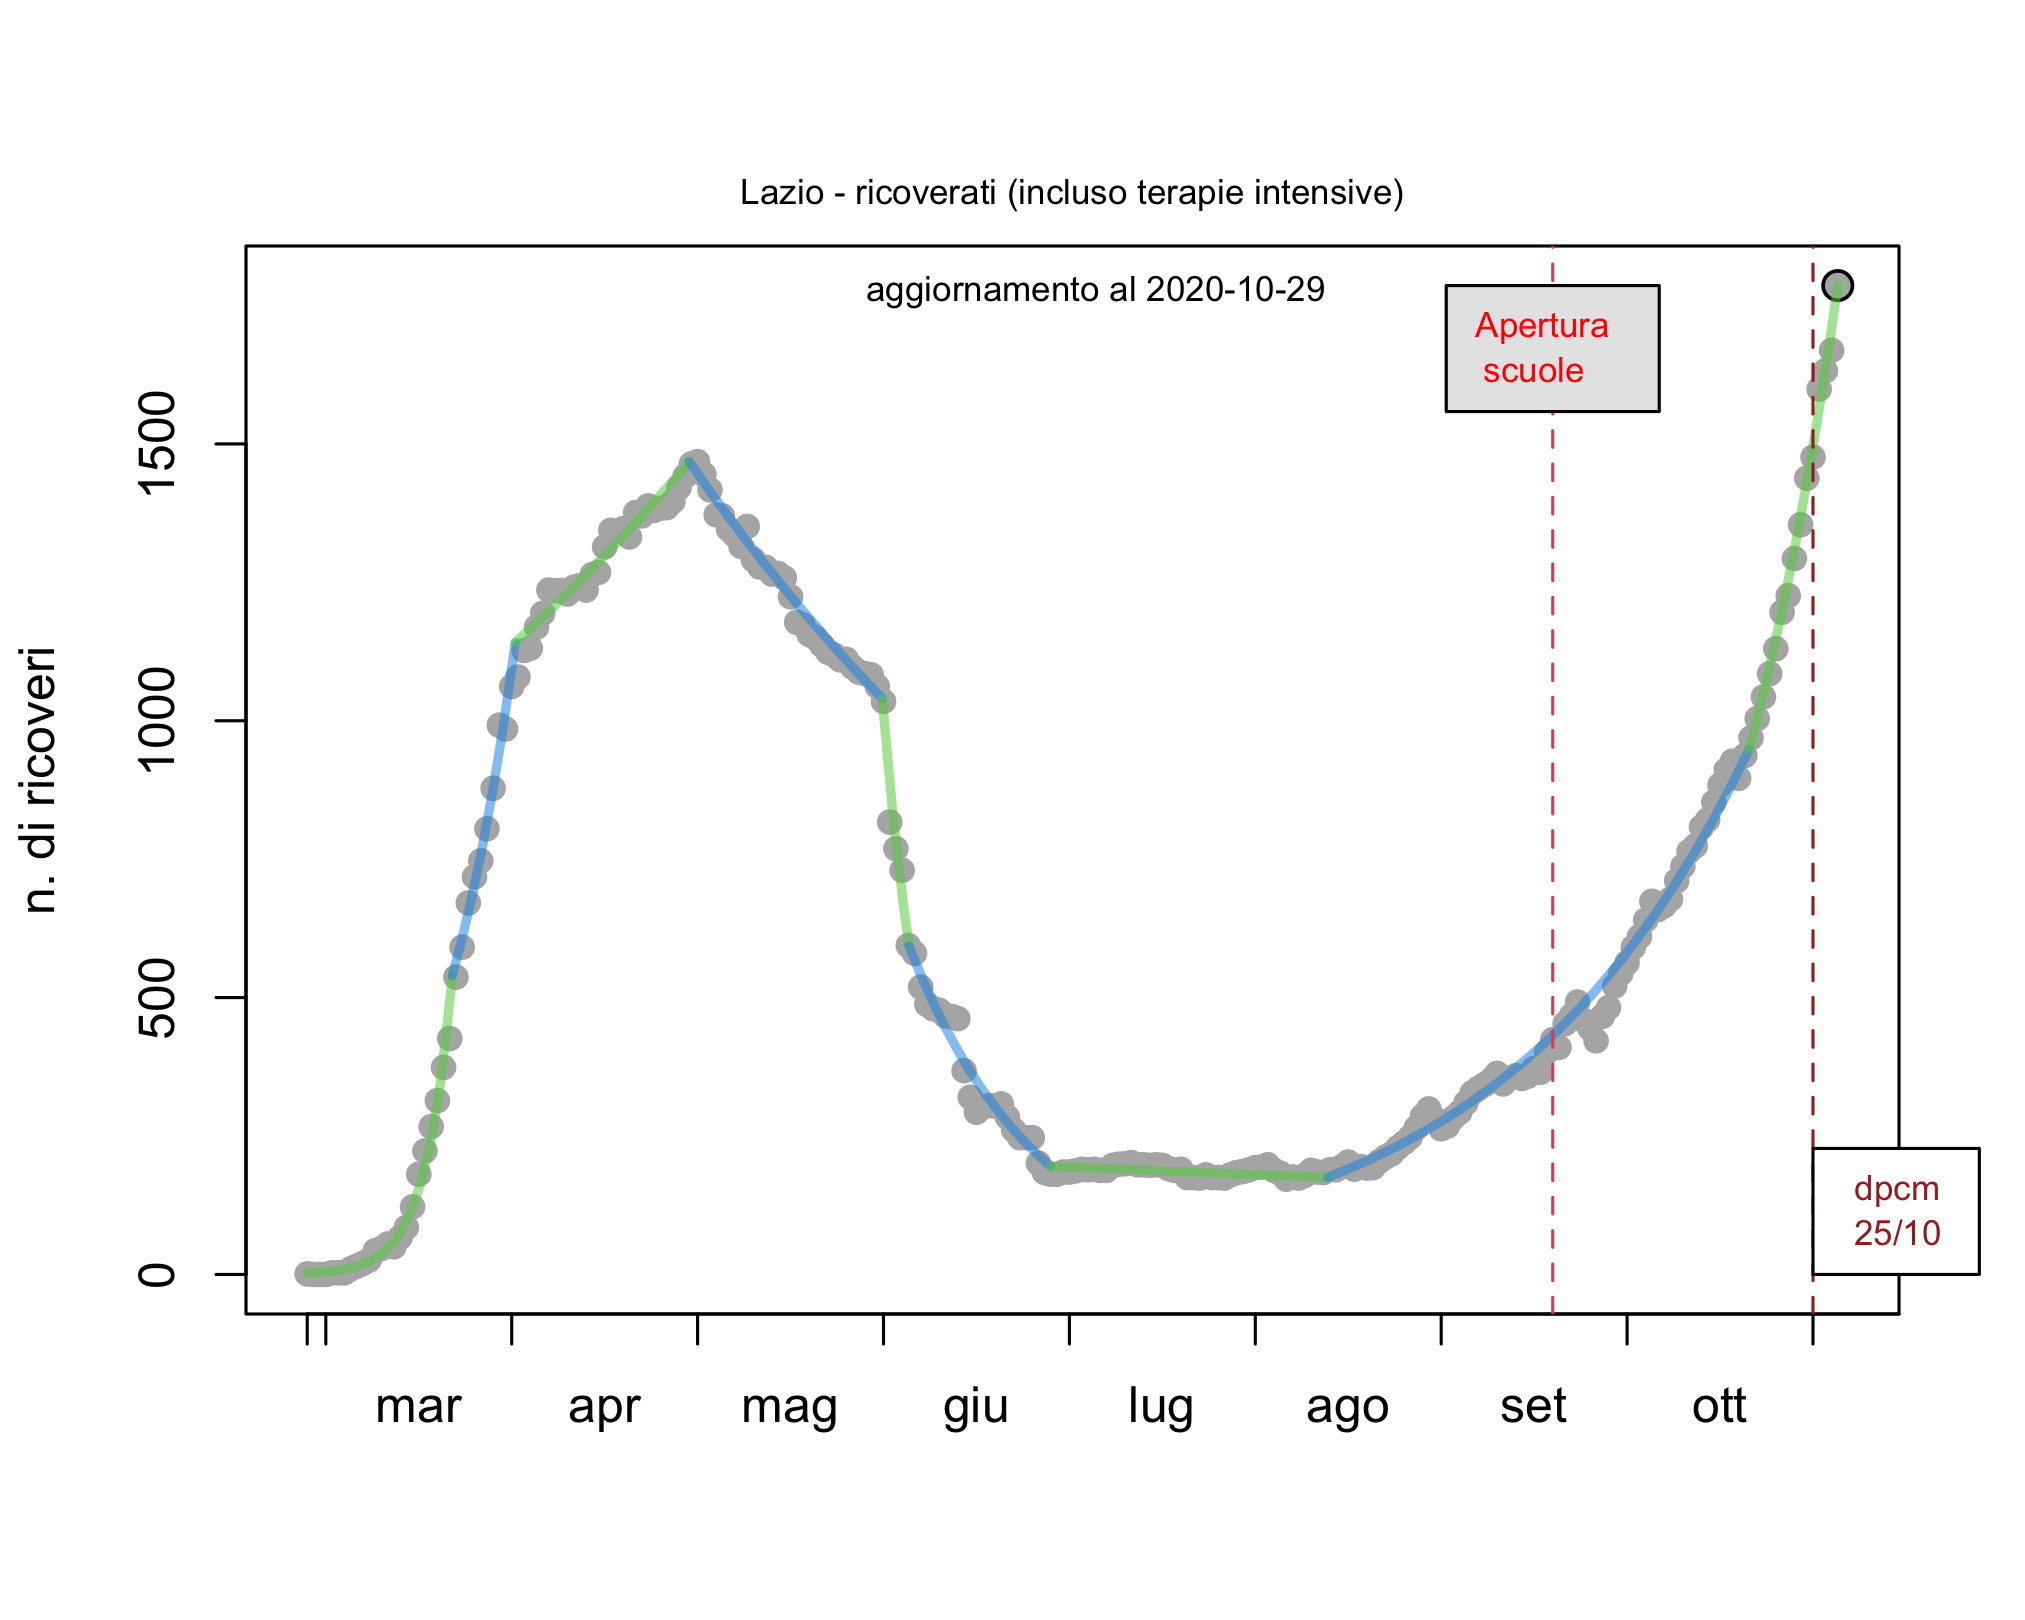 Lazio - ricoverati (incluso terapie intensive)
aggiornamento al 2020-10-29
Apertura
scuole
n. di ricoveri
1500
1000
500
0
dpcm
25/10
mar apr mag giu lug ago set ott